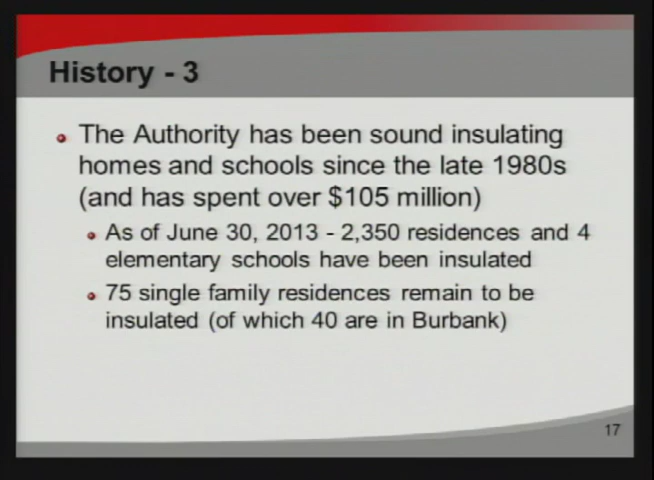 History - 3
The Authority has been sound insulating
homes and schools since the late 1980s
(and has spent over $105 million)
As of June 30, 2013 - 2,350 residences and 4
elementary schools have been insulated
75 single family residences remain to be
insulated (of which 40 are in Burbank)
17